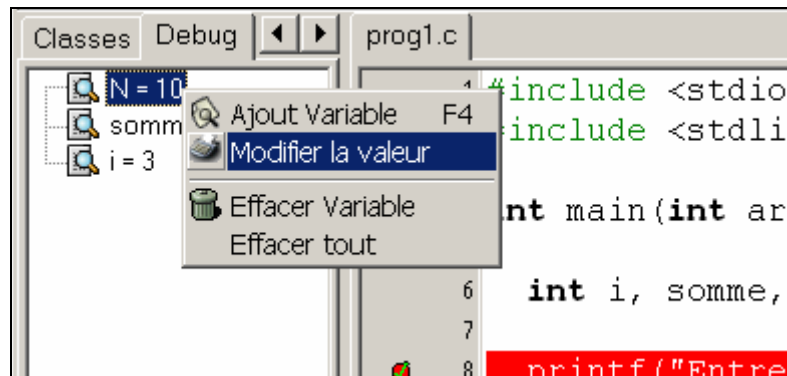 Classes Debug prog1.c
N = 10
somm
i = 3
Ajout Variable F4
Modifier la valeur
Effacer Variable
Effacer tout
#include <stdio
#include <stdli
int main(int ar
6 int i, somme,
7
8 printf("Entre